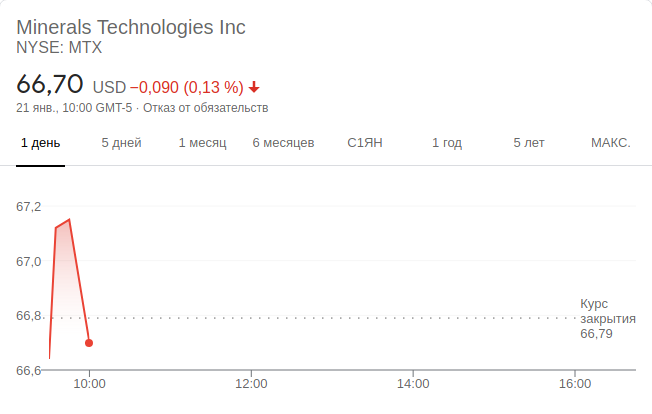 Minerals Technologies Inc
NYSE: MTX
66,70 USD −0,090 (0,13 %)
21 янв., 10:00 GMT-5 · Отказ от обязательств
1 день 5 дней 1 месяц 6 месяцев С1ЯН 1 год 5 лет МАКС.
67,2
67,0
66,8
66,6
Курс
закрытия
66,79
10:00 12:00 14:00 16:00